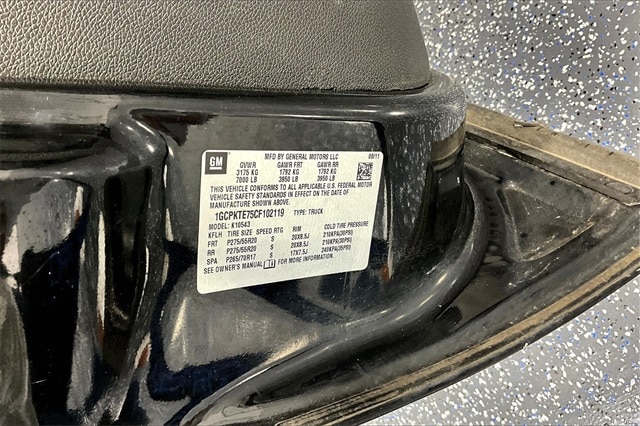 GM
MFD BY GENERAL MOTORS LLC 08/11
GVWR GAWR FRT GAWR RR
3175 KG 1792 KG 1792 KG
7000 LB 3950 LB 3950 LB
THIS VEHICLE CONFORMS TO ALL APPLICABLE U.S. FEDERAL MOTOR
VEHICLE SAFETY STANDARDS IN EFFECT ON THE DATE OF
MANUFACTURE SHOWN ABOVE.
1GCPKTE75CF102119 TYPE: TRUCK
MODEL: K10543
KFLH TIRE SIZE SPEED RTG RIM COLD TIRE PRESSURE
FRT P275/55R20 S 20X8.5J 210KPA(30PSI)
RR P275/55R20 S 20X8.5J 210KPA(30PSI)
SPA P265/70R17 S 17X7.5J 240KPA(35PSI)
SEE OWNER'S MANUAL FOR MORE INFORMATION.